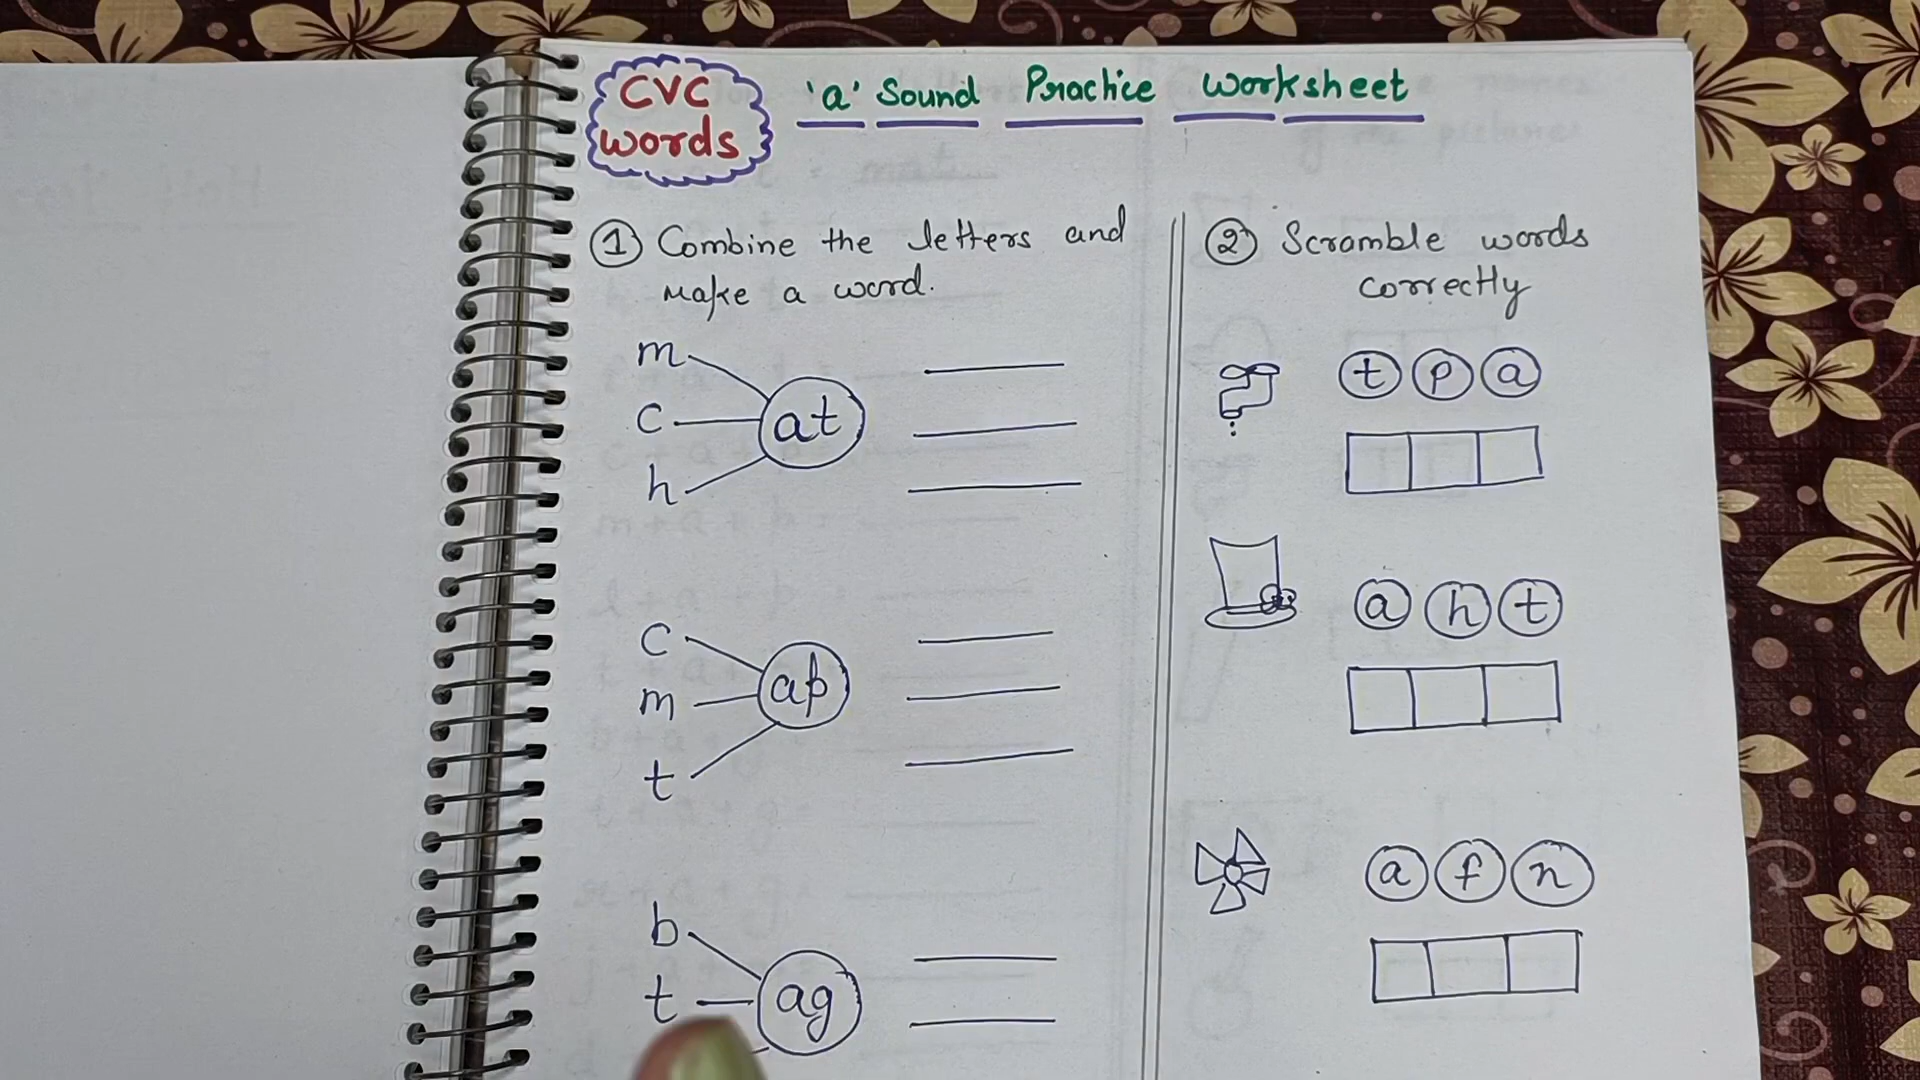 CVC
words
'a' Sound Practice Worksheet
1 Combine the letters and
make a word.
m
c at
h
c
m ap
t
b
t ag
2 Scramble words
correctly
t p a
a h t
a f n